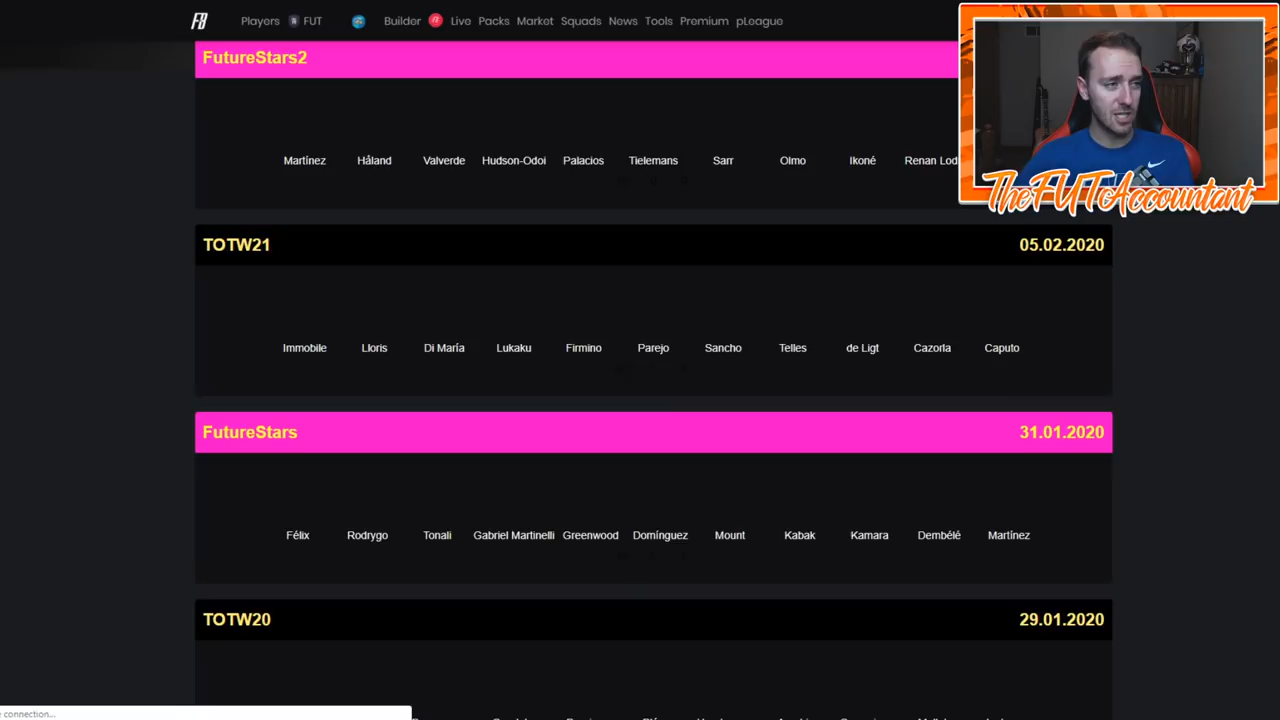 FB Players FUT Builder Live Packs Market Squads News Tools Premium pLeague
FutureStars2
Martínez Håland Valverde Hudson-Odoi Palacios Tielemans Sarr Olmo Ikoné Renan Lod
TheFUTAccountant
TOTW21 05.02.2020
Immobile Lloris Di María Lukaku Firmino Parejo Sancho Telles de Ligt Cazorla Caputo
FutureStars 31.01.2020
Félix Rodrygo Tonali Gabriel Martinelli Greenwood Domínguez Mount Kabak Kamara Dembélé Martínez
TOTW20 29.01.2020
connection...